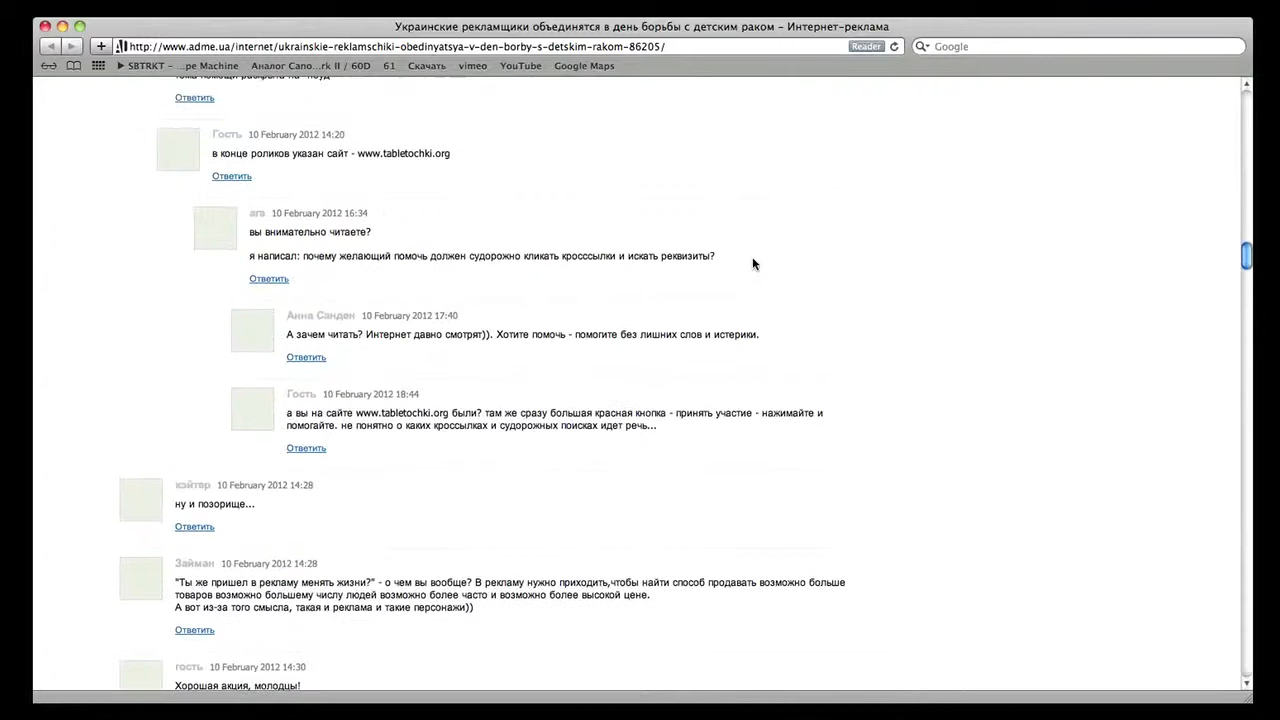 Украинские рекламщики объединятся в день борьбы с детским раком – Интернет-реклама
http://www.adme.ua/internet/ukrainskie-reklamschiki-obedinyatsya-v-den-borby-s-detskim-rakom-86205/
Reader
Google
SBTRKT – ...pe Machine
Аналог Cano...rk II / 60D
61
Скачать
vimeo
YouTube
Google Maps
Ответить
Гость 10 February 2012 14:20
в конце роликов указан сайт - www.tabletochki.org
Ответить
ага 10 February 2012 16:34
вы внимательно читаете?
я написал: почему желающий помочь должен судорожно кликать кросссылки и искать реквизиты?
Ответить
Анна Санден 10 February 2012 17:40
А зачем читать? Интернет давно смотрят)). Хотите помочь - помогите без лишних слов и истерики.
Ответить
Гость 10 February 2012 18:44
а вы на сайте www.tabletochki.org были? там же сразу большая красная кнопка - принять участие - нажимайте и
помогайте. не понятно о каких кроссылках и судорожных поисках идет речь...
Ответить
кэйтвр 10 February 2012 14:28
ну и позорище...
Ответить
Займан 10 February 2012 14:28
"Ты же пришел в рекламу менять жизни?" - о чем вы вообще? В рекламу нужно приходить,чтобы найти способ продавать возможно больше
товаров возможно большему числу людей возможно более часто и возможно более высокой цене.
А вот из-за того смысла, такая и реклама и такие персонажи))
Ответить
гость 10 February 2012 14:30
Хорошая акция, молодцы!